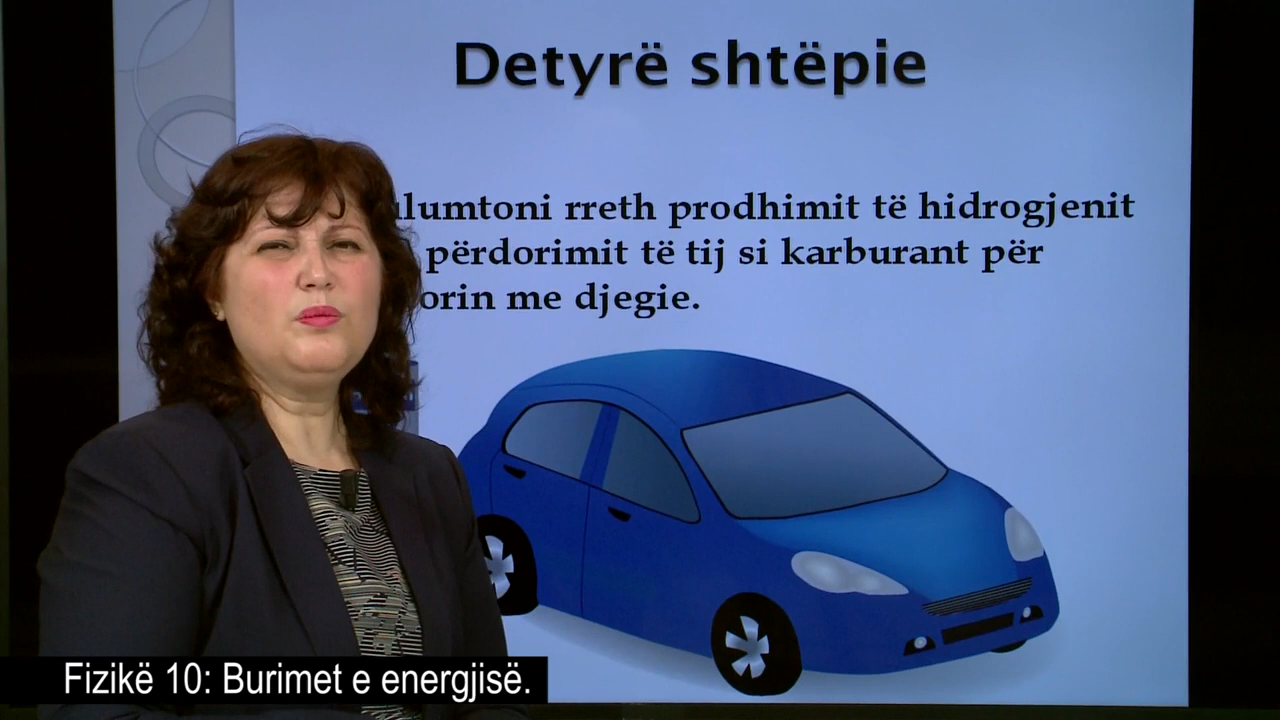 Detyrë shtëpie
rreth prodhimit të hidrogjenit
përdorimit të tij si karburant për
me djegie.
Fizikë 10: Burimet e energjisë.